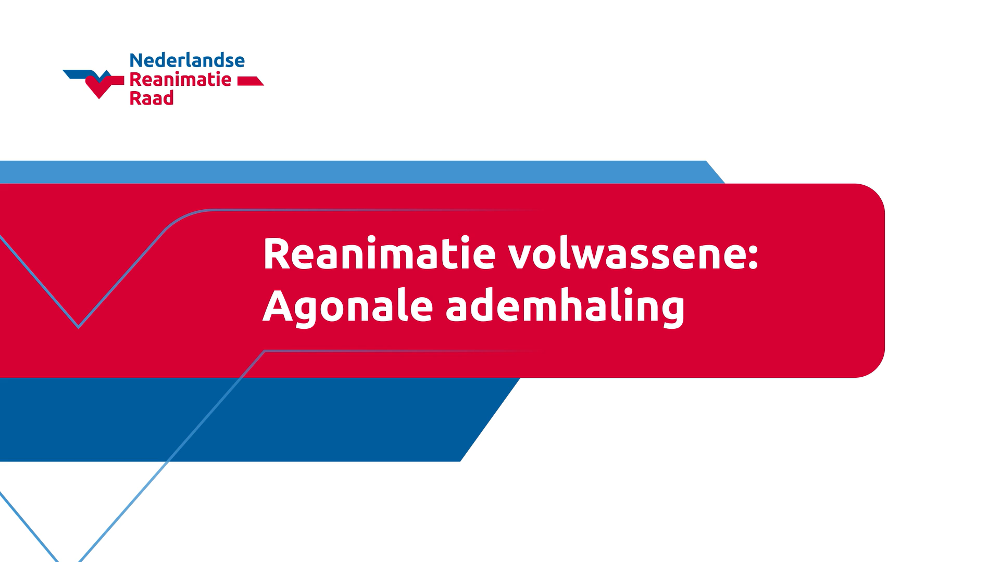 Nederlandse
Reanimatie
Raad
Reanimatie volwassene:
Agonale ademhaling